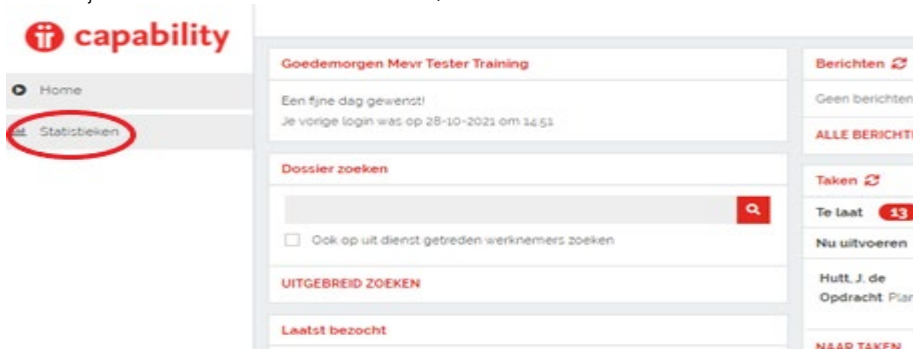 capability
Home
Statistieken
Goedemorgen Mevr Tester Training
Een fijne dag gewenst!
Je vorige login was op 28-10-2021 om 14:51
Dossier zoeken
Ook op uit dienst getreden werknemers zoeken
UITGEBREID ZOEKEN
Laatst bezocht
Berichten
Geen berichten
ALLE BERICHT
Taken
Te laat 13
Nu uitvoeren
Hutt, J. de
Opdracht Plan
NAAR TAKEN